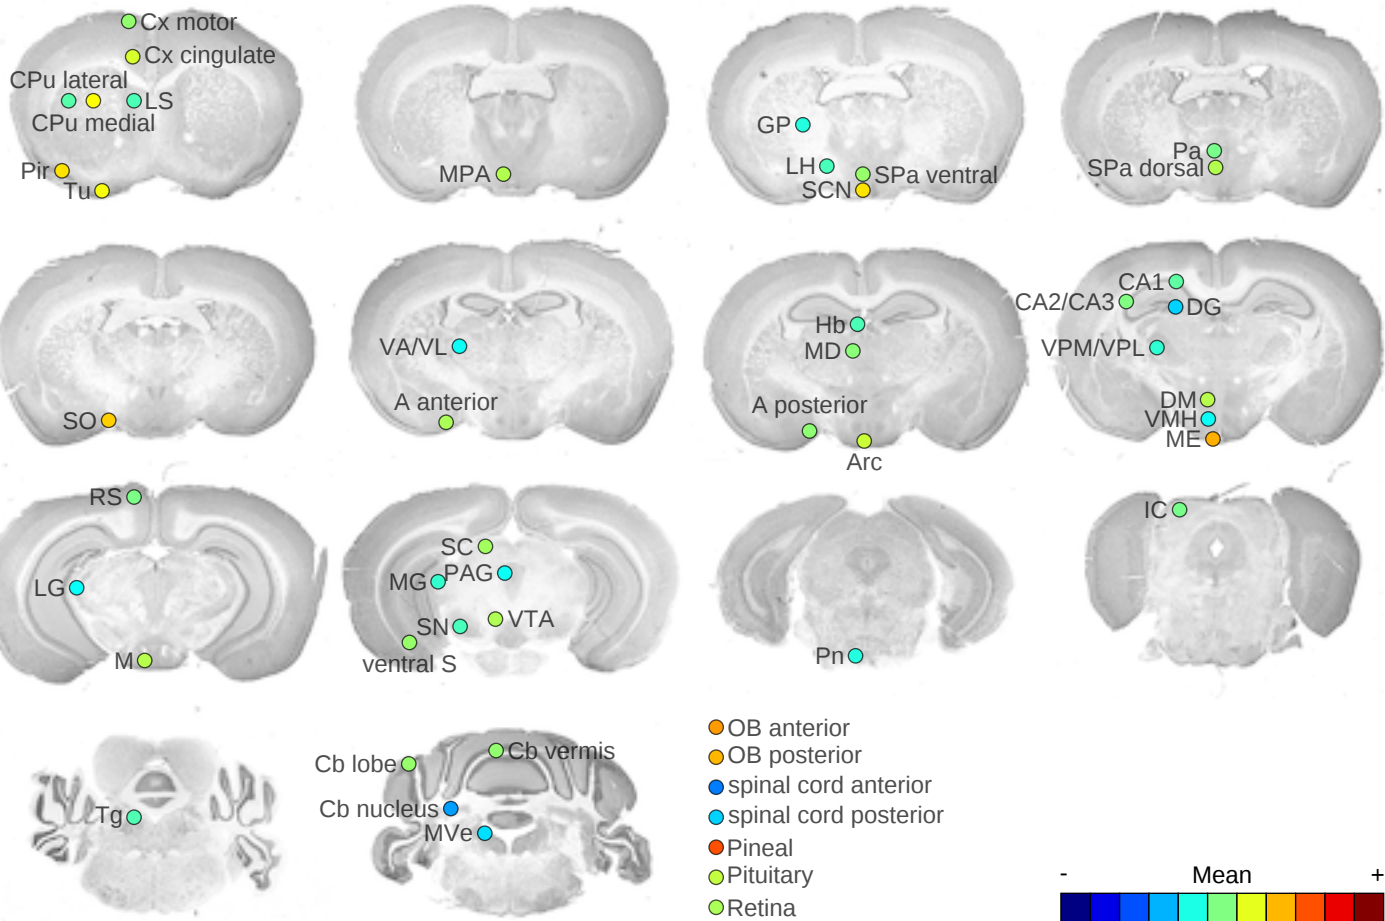 Cx motor
Cx cingulate
CPu lateral
LS
CPu medial
Pir
Tu
MPA
GP
LH
SPa ventral
SCN
Pa
SPa dorsal
SO
VA/VL
A anterior
Hb
MD
A posterior
Arc
CA1
CA2/CA3
DG
VPM/VPL
DM
VMH
ME
RS
LG
M
SC
MG
PAG
SN
VTA
ventral S
Pn
IC
Tg
Cb lobe
Cb vermis
Cb nucleus
MVe
OB anterior
OB posterior
spinal cord anterior
spinal cord posterior
Pineal
Pituitary
Retina
- Mean +